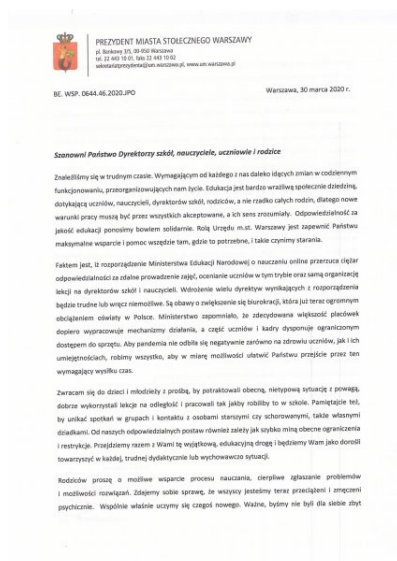 PREZYDENT MIASTA STOŁECZNEGO WARSZAWY
pl. Bankowy 3/5, 00-950 Warszawa
tel. 22 443 10 01, faks 22 443 10 02
sekretariatprezydenta@um.warszawa.pl, www.um.warszawa.pl
BE. WSP. 0644.46.2020.JPO
Warszawa, 30 marca 2020 r.
Szanowni Państwo Dyrektorzy szkół, nauczyciele, uczniowie i rodzice
Znaleźliśmy się w trudnym czasie. Wymagającym od każdego z nas daleko idących zmian w codziennym
funkcjonowaniu, przeorganizowujących nam życie. Edukacja jest bardzo wrażliwą społecznie dziedziną,
dotykającą uczniów, nauczycieli, dyrektorów szkół, rodziców, a nie rzadko całych rodzin, dlatego nowe
warunki pracy muszą być przez wszystkich akceptowane, a ich sens zrozumiały. Odpowiedzialność za
jakość edukacji ponosimy bowiem solidarnie. Rolą Urzędu m.st. Warszawy jest zapewnić Państwu
maksymalne wsparcie i pomoc wszędzie tam, gdzie to potrzebne, i takie czynimy starania.
Faktem jest, iż rozporządzenie Ministerstwa Edukacji Narodowej o nauczaniu online przerzuca ciężar
odpowiedzialności za zdalne prowadzenie zajęć, ocenianie uczniów w tym trybie oraz samą organizację
lekcji na dyrektorów szkół i nauczycieli. Wdrożenie wielu dyrektyw wynikających z rozporządzenia
będzie trudne lub wręcz niemożliwe. Są obawy o zwiększenie się biurokracji, która już teraz ogromnym
obciążeniem oświaty w Polsce. Ministerstwo zapomniało, że zdecydowana większość placówek
dopiero wypracowuje mechanizmy działania, a część uczniów i kadry dysponuje ograniczonym
dostępem do sprzętu. Aby pandemia nie odbiła się negatywnie zarówno na zdrowiu uczniów, jak i ich
umiejętnościach, robimy wszystko, aby w miarę możliwości ułatwić Państwu przejście przez ten
wymagający wysiłku czas.
Zwracam się do dzieci i młodzieży z prośbą, by potraktowali obecną, nietypową sytuację z powagą,
dobrze wykorzystali lekcje na odległość i pracowali tak jakby robiliby to w szkole. Pamiętajcie też,
by unikać spotkań w grupach i kontaktu z osobami starszymi czy schorowanymi, także własnymi
dziadkami. Od naszych odpowiedzialnych postaw również zależy jak szybko miną obecne ograniczenia
i restrykcje. Przejdziemy razem z Wami tę wyjątkową, edukacyjną drogę i będziemy Wam jako dorośli
towarzyszyć w każdej, trudnej dydaktycznie lub wychowawczo sytuacji.
Rodziców proszę o możliwe wsparcie procesu nauczania, cierpliwe zgłaszanie problemów
i możliwości rozwiązań. Zdajemy sobie sprawę, że wszyscy jesteśmy teraz przeciążeni i zmęczeni
psychicznie. Wspólnie właśnie uczymy się czegoś nowego. Ważne, byśmy nie byli dla siebie zbyt